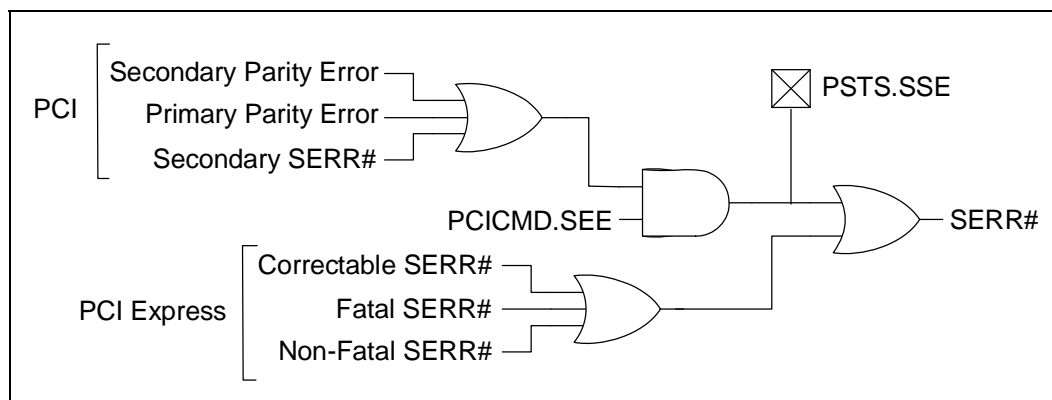 Secondary Parity Error
PCI
Primary Parity Error
Secondary SERR#
PSTS.SSE
PCICMD.SEE
SERR#
Correctable SERR#
PCI Express
Fatal SERR#
Non-Fatal SERR#